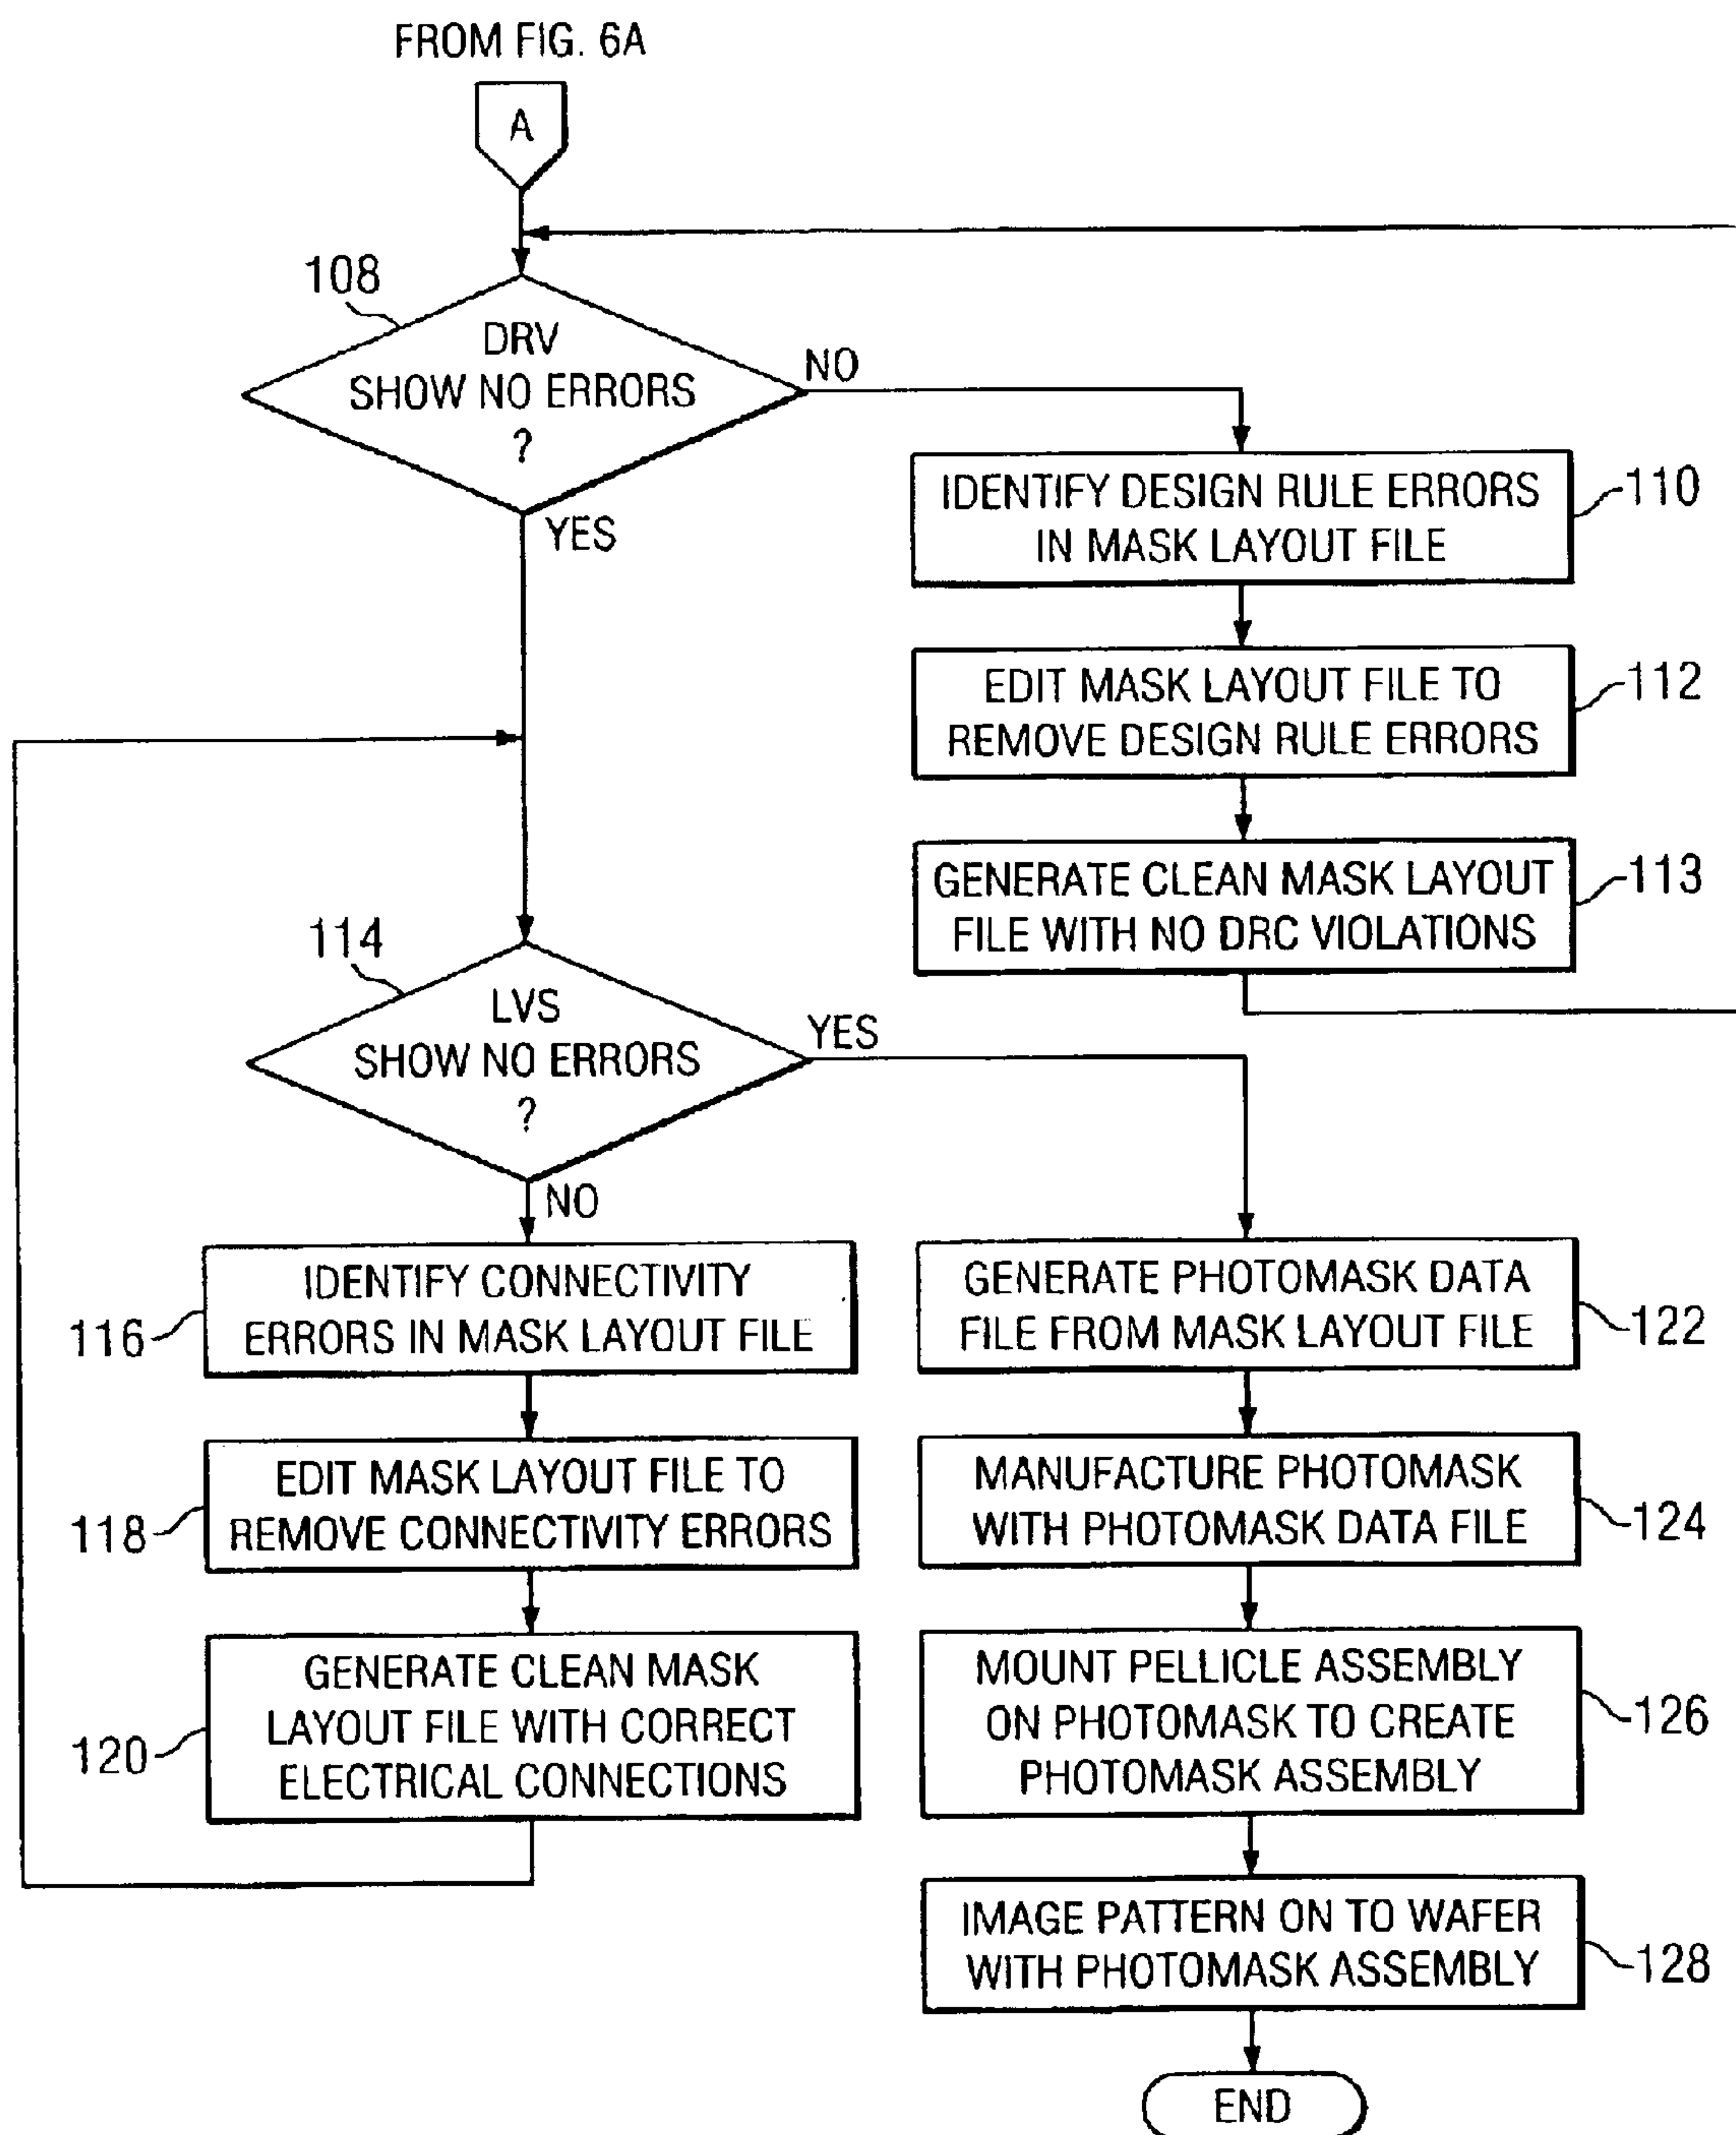 FROM FIG. 6A
A
108
DRV
SHOW NO ERRORS
?
NO
YES
IDENTIFY DESIGN RULE ERRORS
IN MASK LAYOUT FILE
110
EDIT MASK LAYOUT FILE TO
REMOVE DESIGN RULE ERRORS
112
GENERATE CLEAN MASK LAYOUT
FILE WITH NO DRC VIOLATIONS
113
114
LVS
SHOW NO ERRORS
?
YES
NO
IDENTIFY CONNECTIVITY
ERRORS IN MASK LAYOUT FILE
116
EDIT MASK LAYOUT FILE TO
REMOVE CONNECTIVITY ERRORS
118
GENERATE CLEAN MASK
LAYOUT FILE WITH CORRECT
ELECTRICAL CONNECTIONS
120
GENERATE PHOTOMASK DATA
FILE FROM MASK LAYOUT FILE
122
MANUFACTURE PHOTOMASK
WITH PHOTOMASK DATA FILE
124
MOUNT PELLICLE ASSEMBLY
ON PHOTOMASK TO CREATE
PHOTOMASK ASSEMBLY
126
IMAGE PATTERN ON TO WAFER
WITH PHOTOMASK ASSEMBLY
128
END